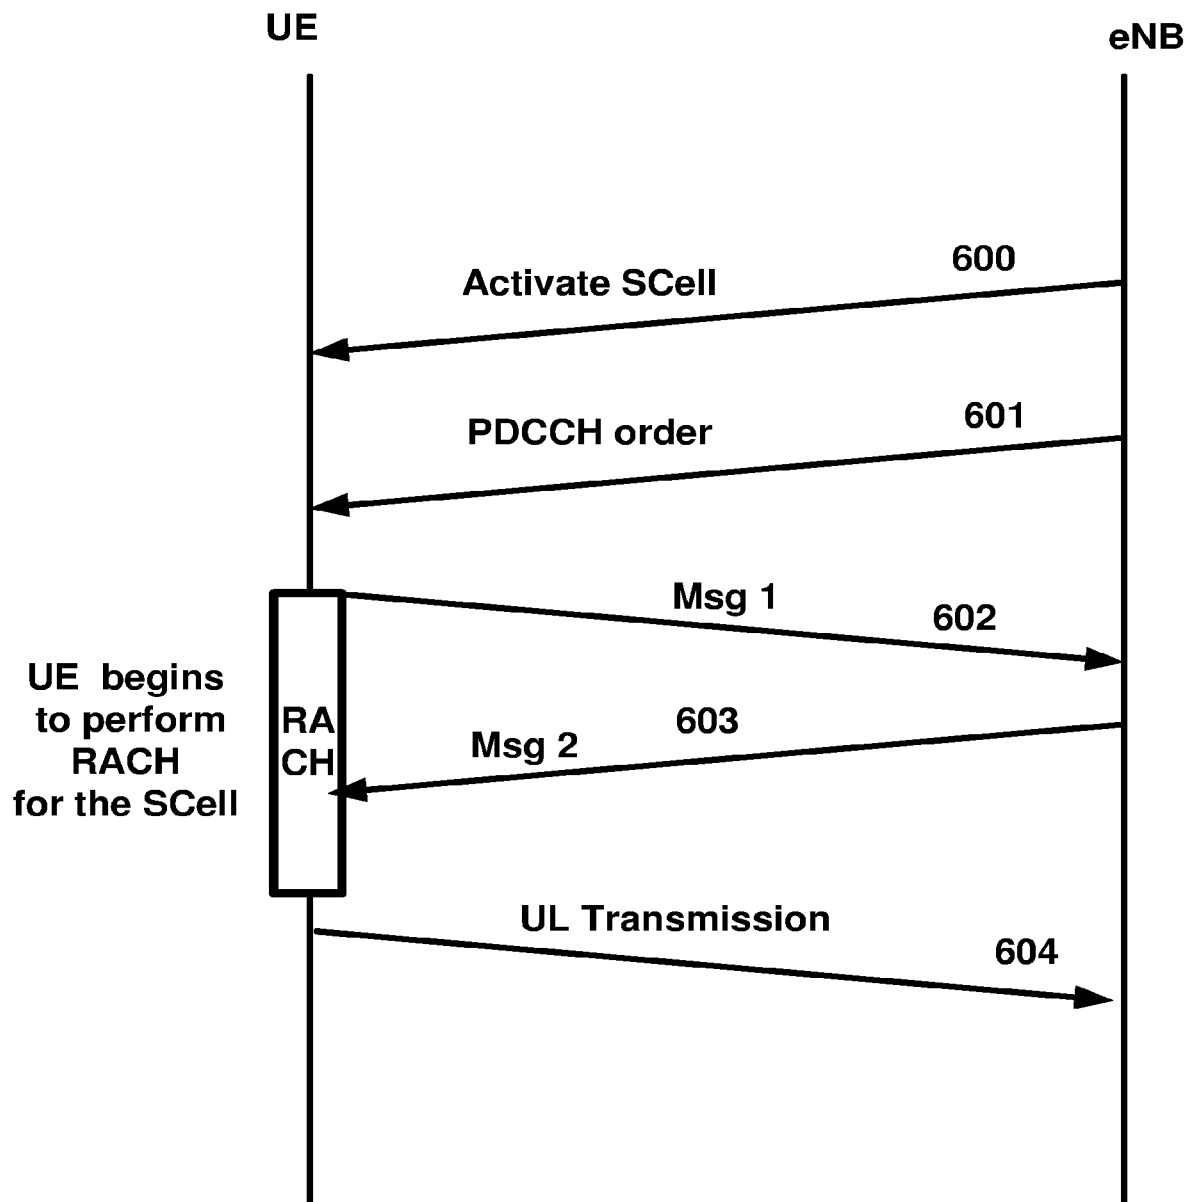 UE
eNB
600
Activate SCell
601
PDCCH order
Msg 1
602
UE begins
to perform
RACH
for the SCell
RA
CH
603
Msg 2
UL Transmission
604